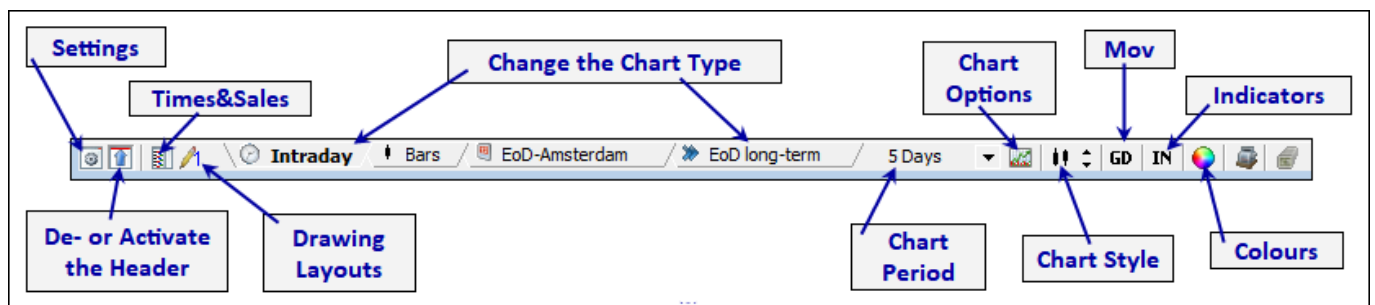 Settings
Change the Chart Type
Mov
Chart
Options
Times&Sales
Indicators
Intraday
Bars
EoD-Amsterdam
EoD long-term
5 Days
GD
IN
De- or Activate
the Header
Drawing
Layouts
Chart
Period
Chart Style
Colours
...